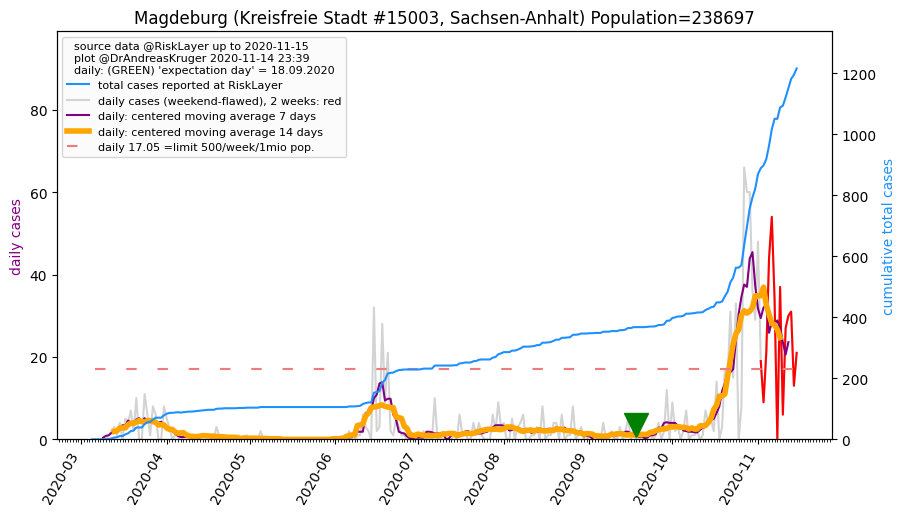 Magdeburg (Kreisfreie Stadt #15003, Sachsen-Anhalt) Population=238697
source data @RiskLayer up to 2020-11-15
plot @DrAndreasKruger 2020-11-14 23:39
daily: (GREEN) 'expectation day' = 18.09.2020
total cases reported at RiskLayer
daily cases (weekend-flawed), 2 weeks: red
daily: centered moving average 7 days
daily: centered moving average 14 days
daily 17.05 =limit 500/week/1mio pop.
daily cases
80
60
40
20
0
cumulative total cases
1200
1000
800
600
400
200
0
2020-03
2020-04
2020-05
2020-06
2020-07
2020-08
2020-09
2020-10
2020-11